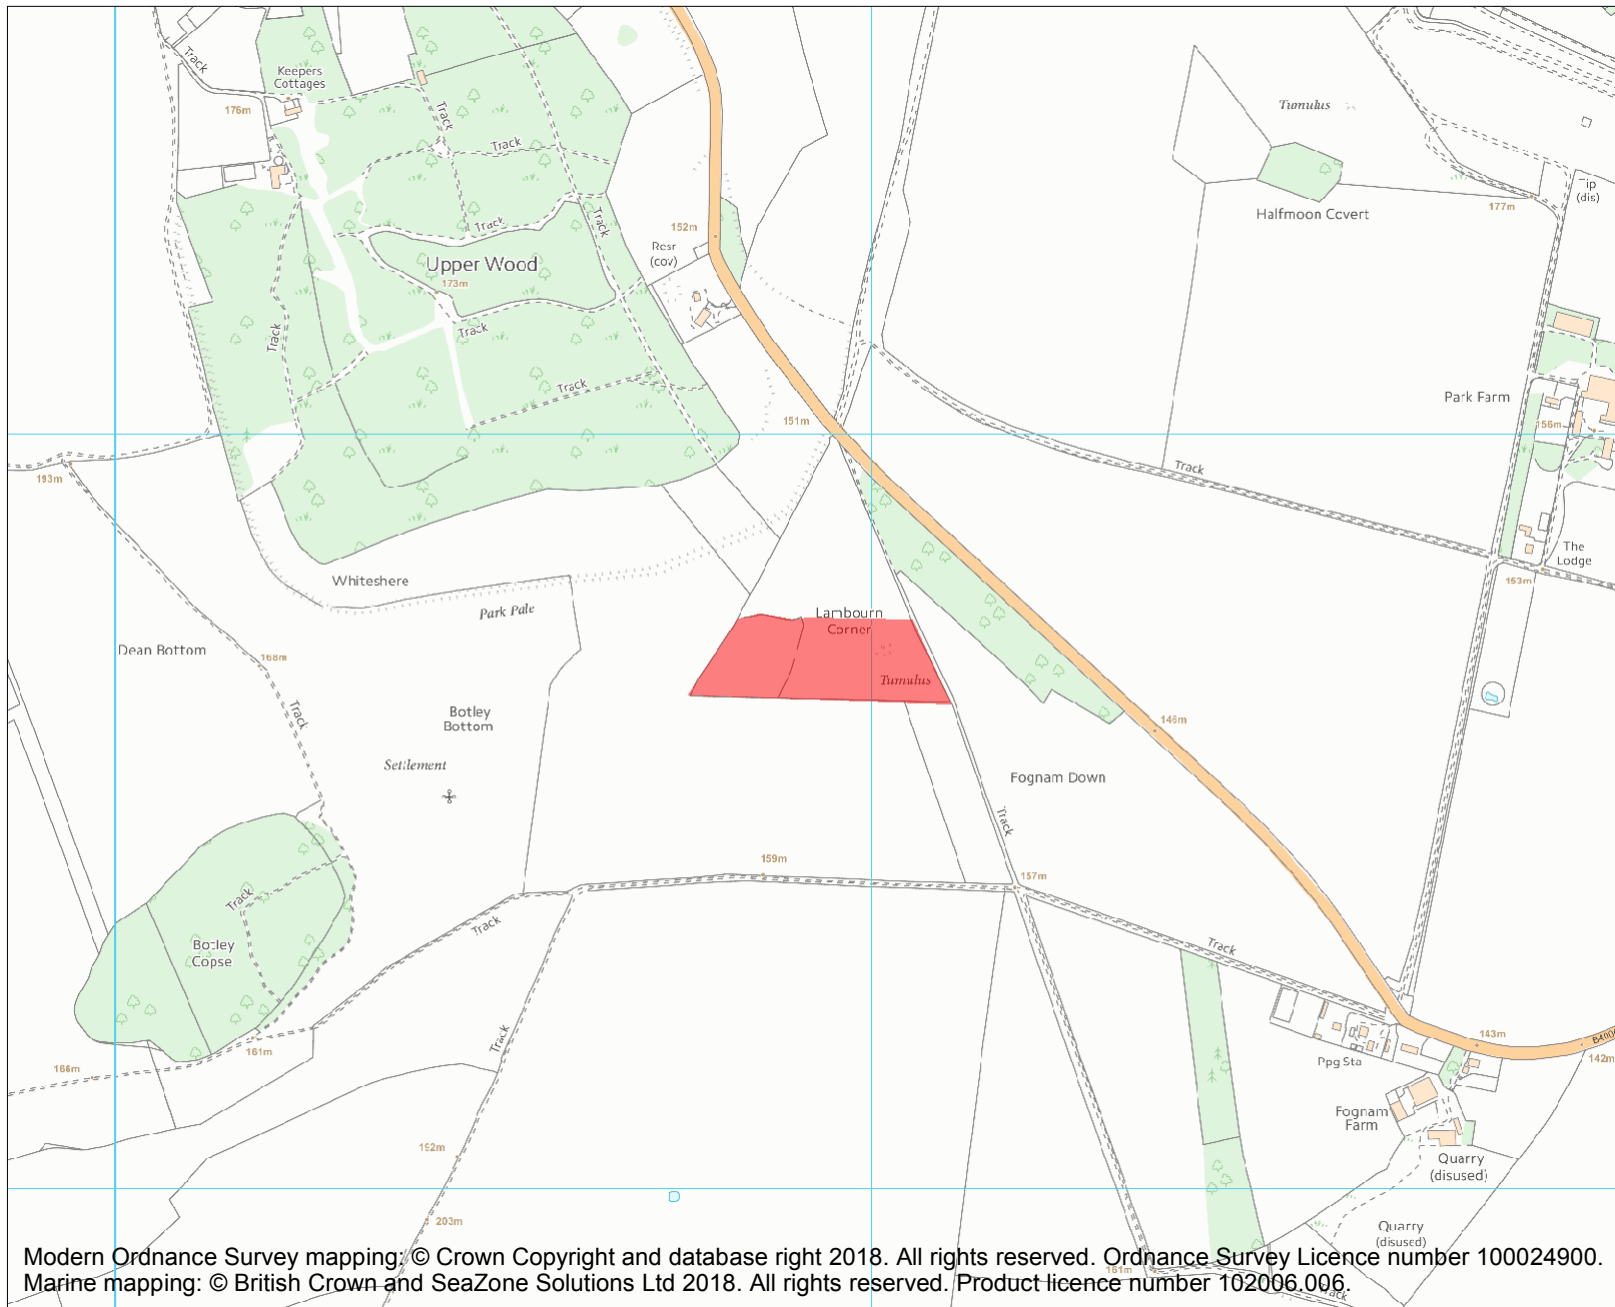 Track
Keepers
Cottages
176m
Track
Track
Tumulus
Tip
(dis)
177m
Halfmoon Covert
Track
Track
152m
Resr
(cov)
Upper Wood
173m
Track
Track
Track
Park Farm
151m
156m
193m
Track
The
Lodge
153m
Whiteshere
Park Pale
Lambourn
Corner
Dean Bottom
168m
Tumulus
Track
Botley
Bottom
146m
Settlement
Fognam Down
Track
159m
157m
Track
Track
Track
Botley
Copse
Track
161m
166m
143m
142m
Ppg Sta
Fognam
Farm
192m
Quarry
(disused)
203m
Quarry
(disused)
Modern Ordnance Survey mapping: © Crown Copyright and database right 2018. All rights reserved. Ordnance Survey Licence number 100024900.
161m
Marine mapping: © British Crown and SeaZone Solutions Ltd 2018. All rights reserved. Product licence number 102006.006.
Track